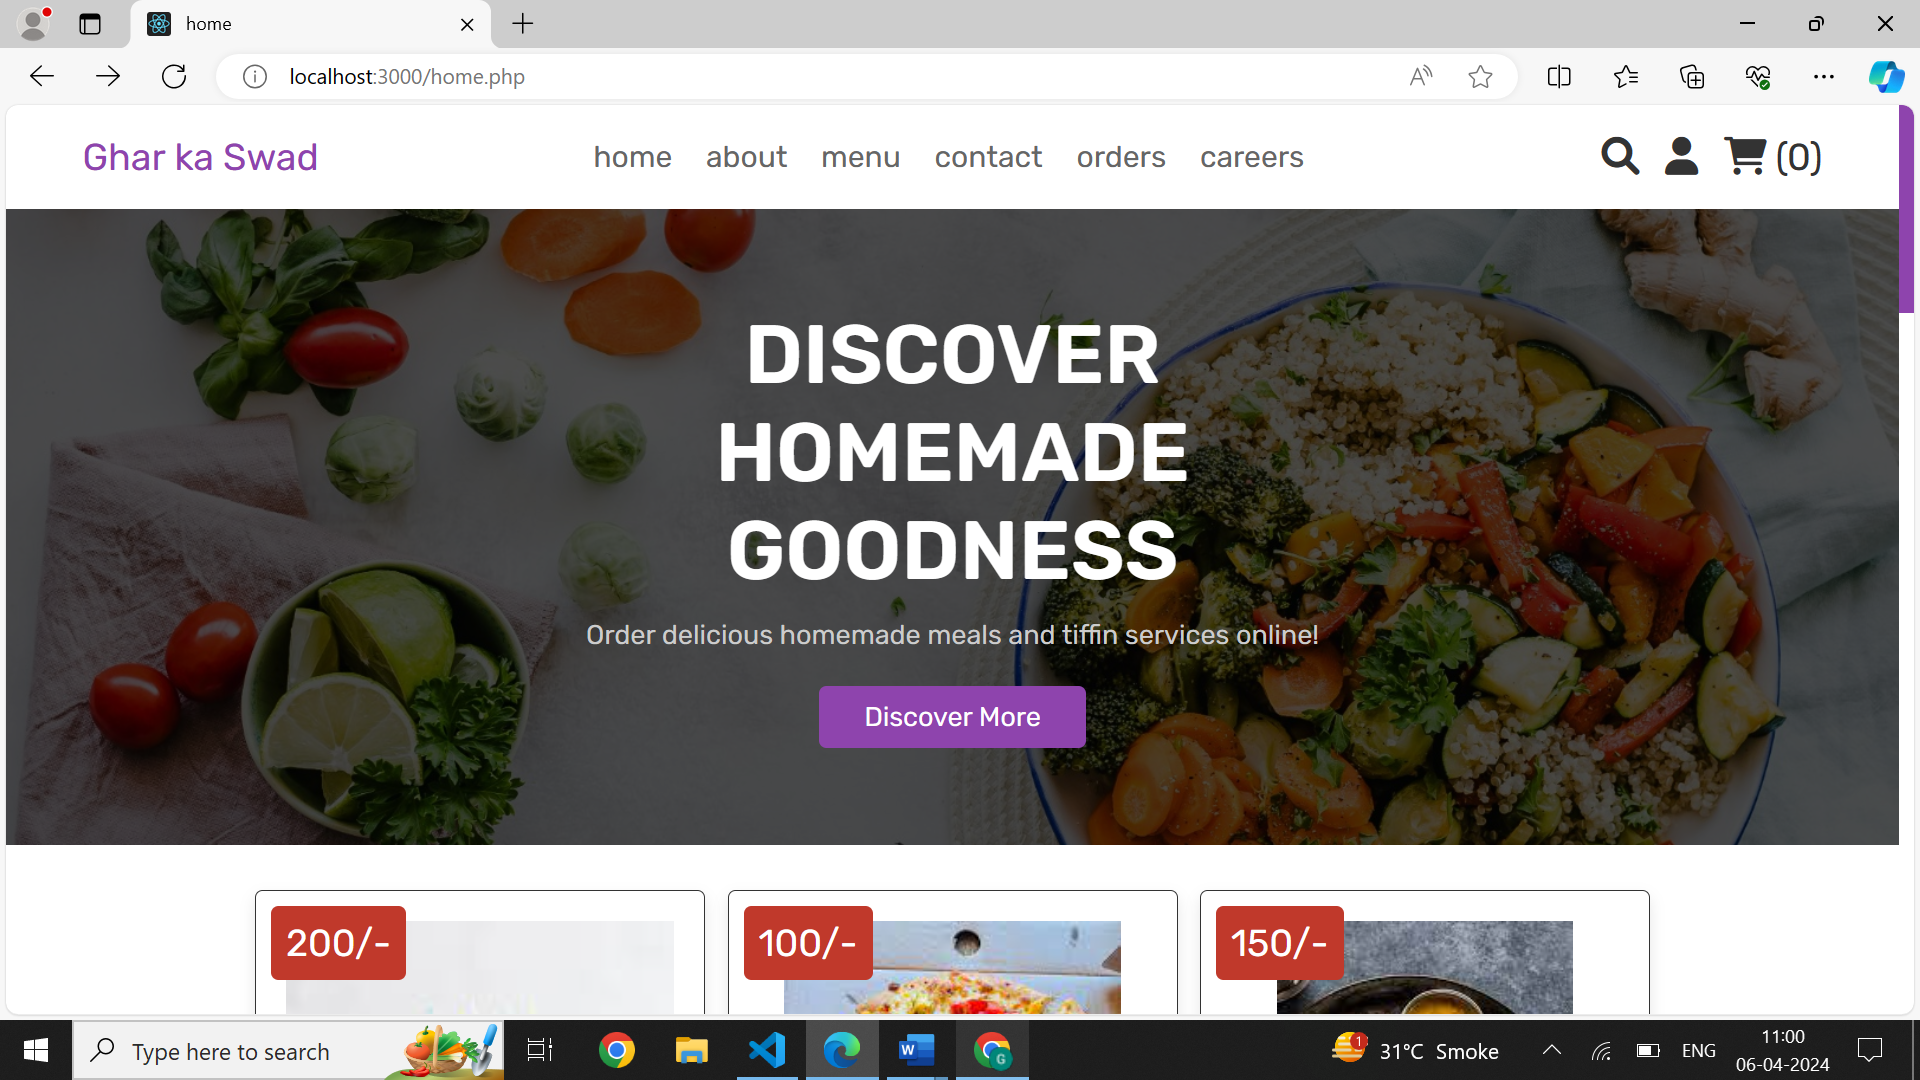 home
localhost:3000/home.php
Ghar ka Swad
home about menu contact orders careers
(0)
DISCOVER
HOMEMADE
GOODNESS
Order delicious homemade meals and tiffin services online!
Discover More
200/-
100/-
150/-
Type here to search
W
G
1
31°C Smoke
ENG
11:00
06-04-2024